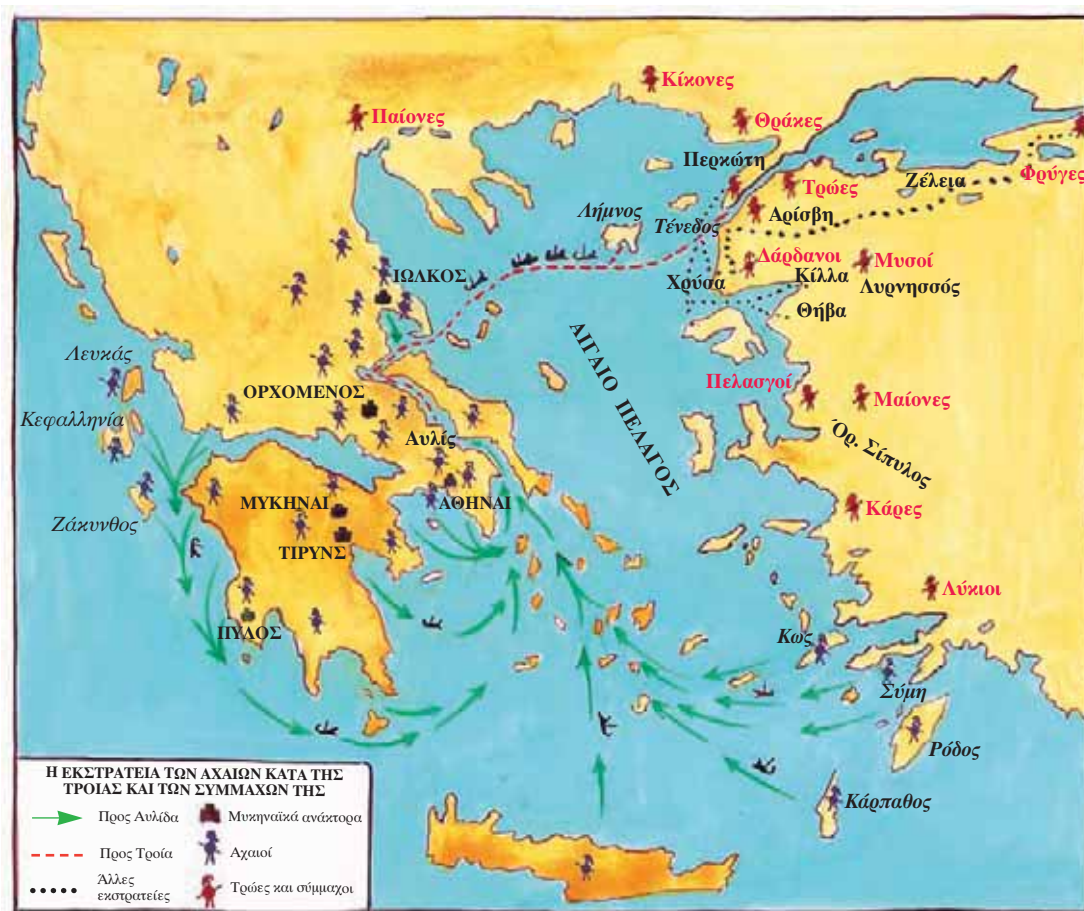 Κίκονες
Παίονες
Θράκες
Περκώτη
Τρώες
Ζέλεια
Φρύγες
Λήμνος
Τένεδος
Αρίσβη
ΙΩΛΚΟΣ
Δάρδανοι
Μυσοί
Χρύσα
Κίλλα
Λυρνησσός
Θήβα
ΑΙΓΑΙΟ ΠΕΛΑΓΟΣ
Λευκάς
ΟΡΧΟΜΕΝΟΣ
Πελασγοί
Μαίονες
Κεφαλληνία
Αυλίς
Όρ. Σίπυλος
ΜΥΚΗΝΑΙ
ΑΘΗΝΑΙ
Ζάκυνθος
Κάρες
ΤΙΡΥΝΣ
Λύκιοι
ΠΥΛΟΣ
Κως
Σύμη
Ρόδος
Κάρπαθος
Η ΕΚΣΤΡΑΤΕΙΑ ΤΩΝ ΑΧΑΙΩΝ ΚΑΤΑ ΤΗΣ
ΤΡΟΙΑΣ ΚΑΙ ΤΩΝ ΣΥΜΜΑΧΩΝ ΤΗΣ
Προς Αυλίδα
Μυκηναϊκά ανάκτορα
Προς Τροία
Αχαιοί
Άλλες
εκστρατείες
Τρώες και σύμμαχοι